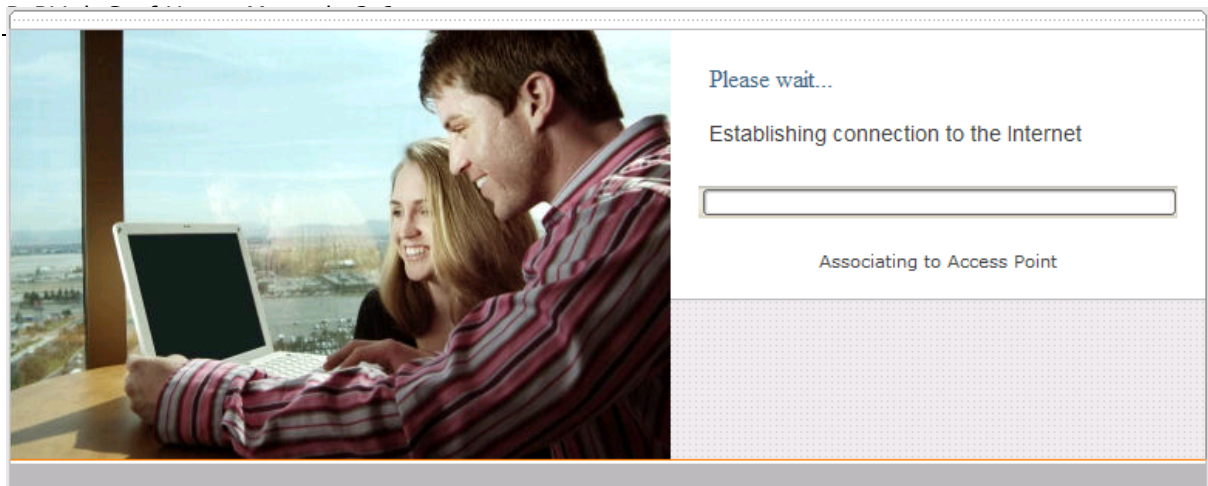 Please wait...
Establishing connection to the Internet
Associating to Access Point